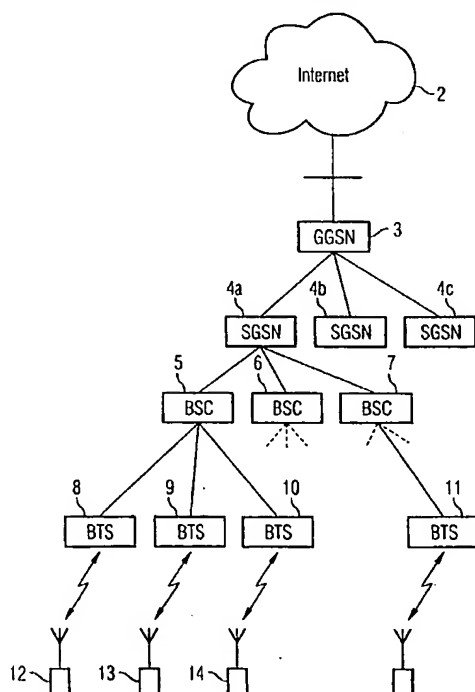 Internet
2
GGSN 3
4a 4b 4c
SGSN SGSN SGSN
5 6 7
BSC BSC BSC
8 9 10 11
BTS BTS BTS BTS
12 13 14